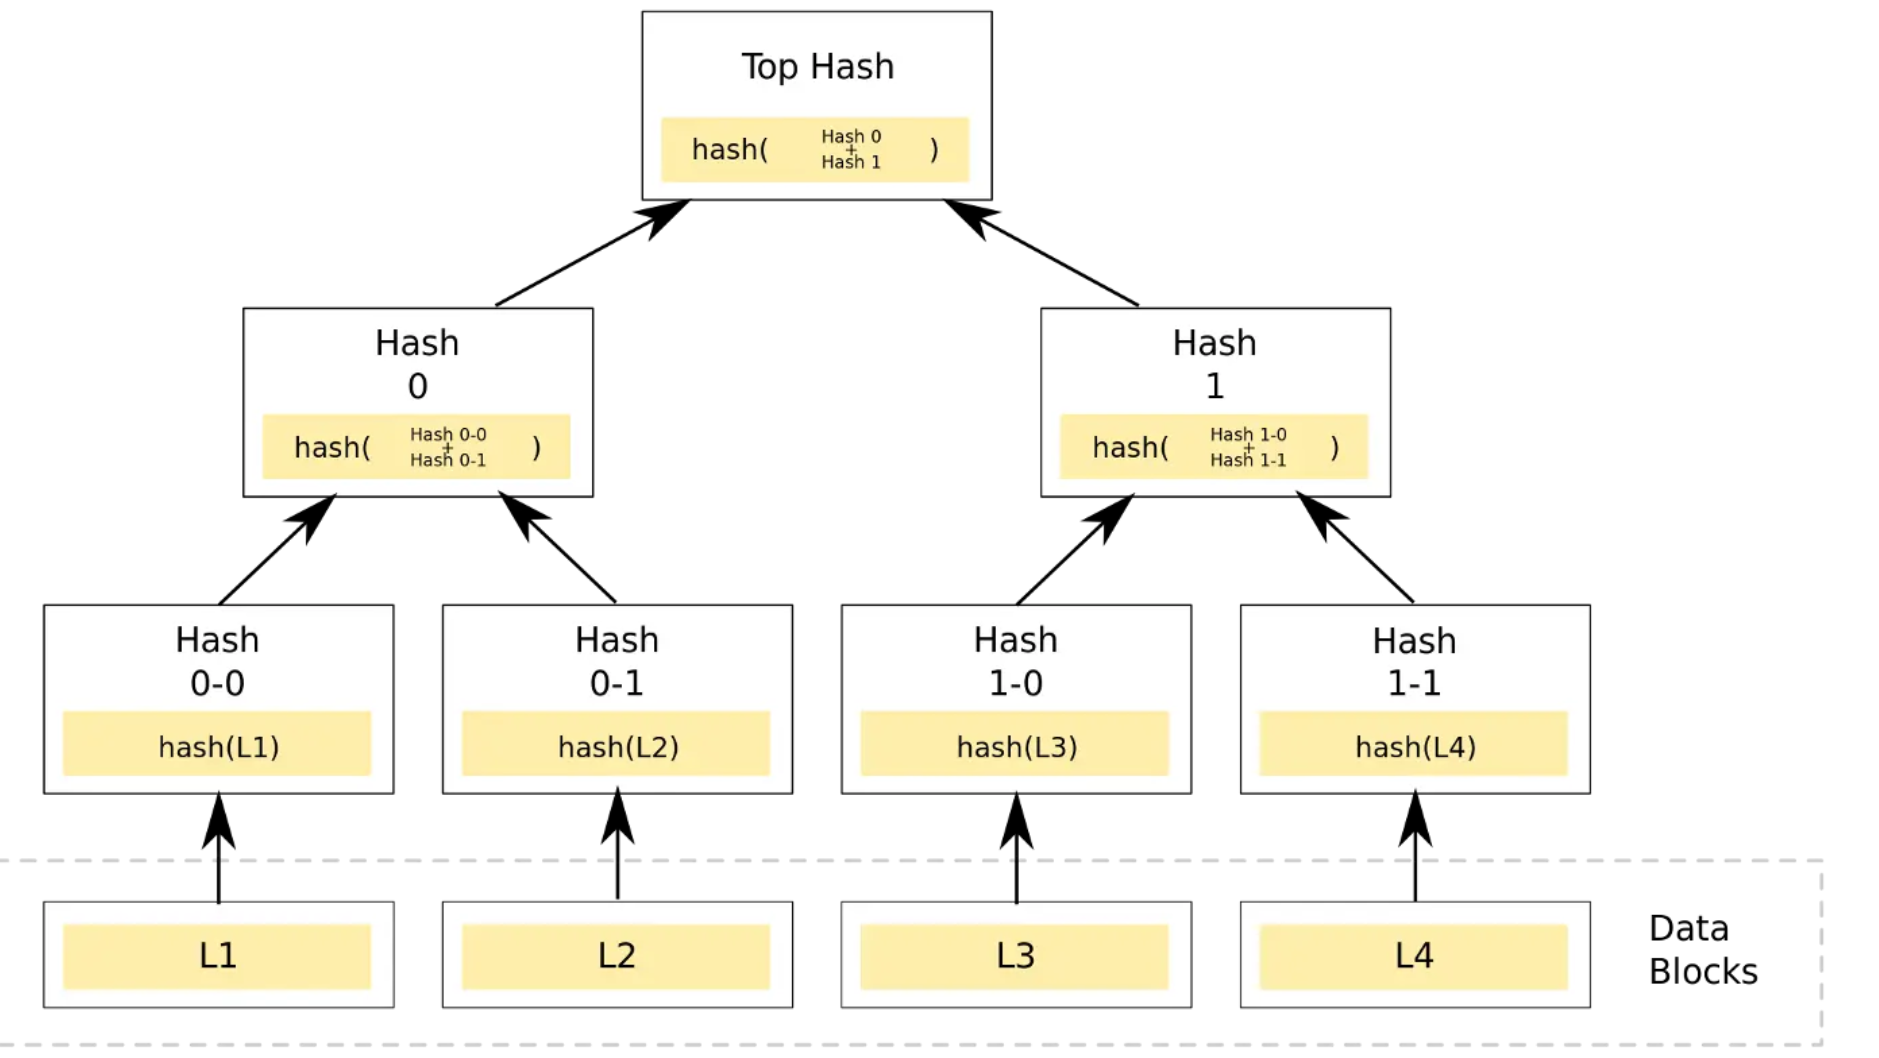 Top Hash
hash( Hash 0 + Hash 1 )
Hash
0
hash( Hash 0-0 + Hash 0-1 )
Hash
1
hash( Hash 1-0 + Hash 1-1 )
Hash
0-0
hash(L1)
Hash
0-1
hash(L2)
Hash
1-0
hash(L3)
Hash
1-1
hash(L4)
L1
L2
L3
L4
Data
Blocks